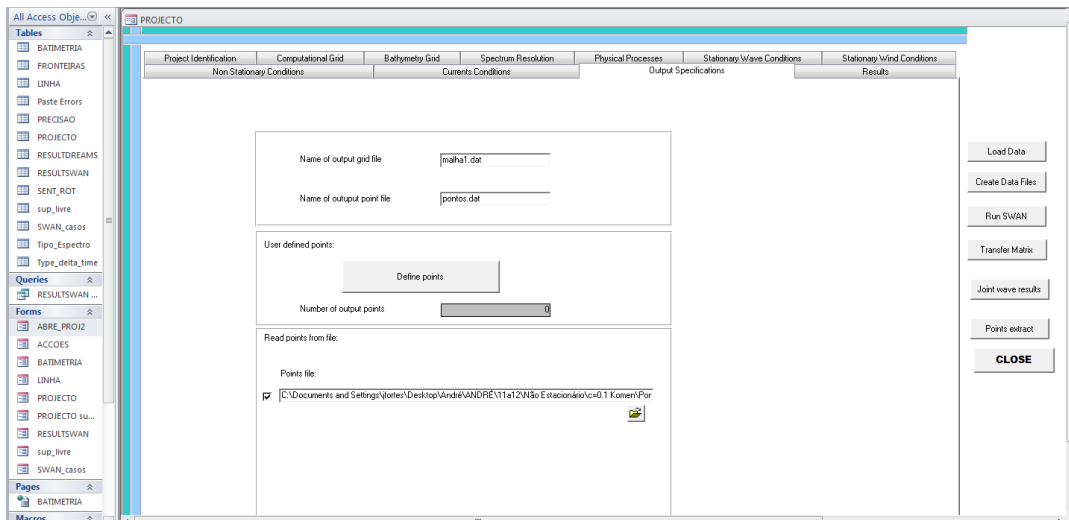 All Access Obje...
Tables
BATIMETRIA
FRONTEIRAS
LINHA
Paste Errors
PRECISAO
PROJECTO
RESULTDREAMS
RESULTSWAN
SENT_ROT
sup_livre
SWAN_casos
Tipo_Espectro
Type_delta_time
Queries
RESULTSWAN ...
Forms
ABRE_PROJ2
ACCOES
BATIMETRIA
LINHA
PROJECTO
PROJECTO su...
RESULTSWAN
sup_livre
SWAN_casos
Pages
BATIMETRIA
Macros
PROJECTO
Project Identification Computational Grid Bathymetry Grid Spectrum Resolution Physical Processes Stationary Wave Conditions Stationary Wind Conditions
Non Stationary Conditions Currents Conditions Output Specifications Results
Name of output grid file malha1.dat
Name of outuput point file pontos.dat
User defined points:
Define points
Number of output points 0
Read points from file:
Points file:
C:\Documents and Settings\jfortes\Desktop\André\ANDRÉ\11a12\Não Estacionário\c=0.1 Komen\Por
Load Data
Create Data Files
Run SWAN
Transfer Matrix
Joint wave results
Points extract
CLOSE